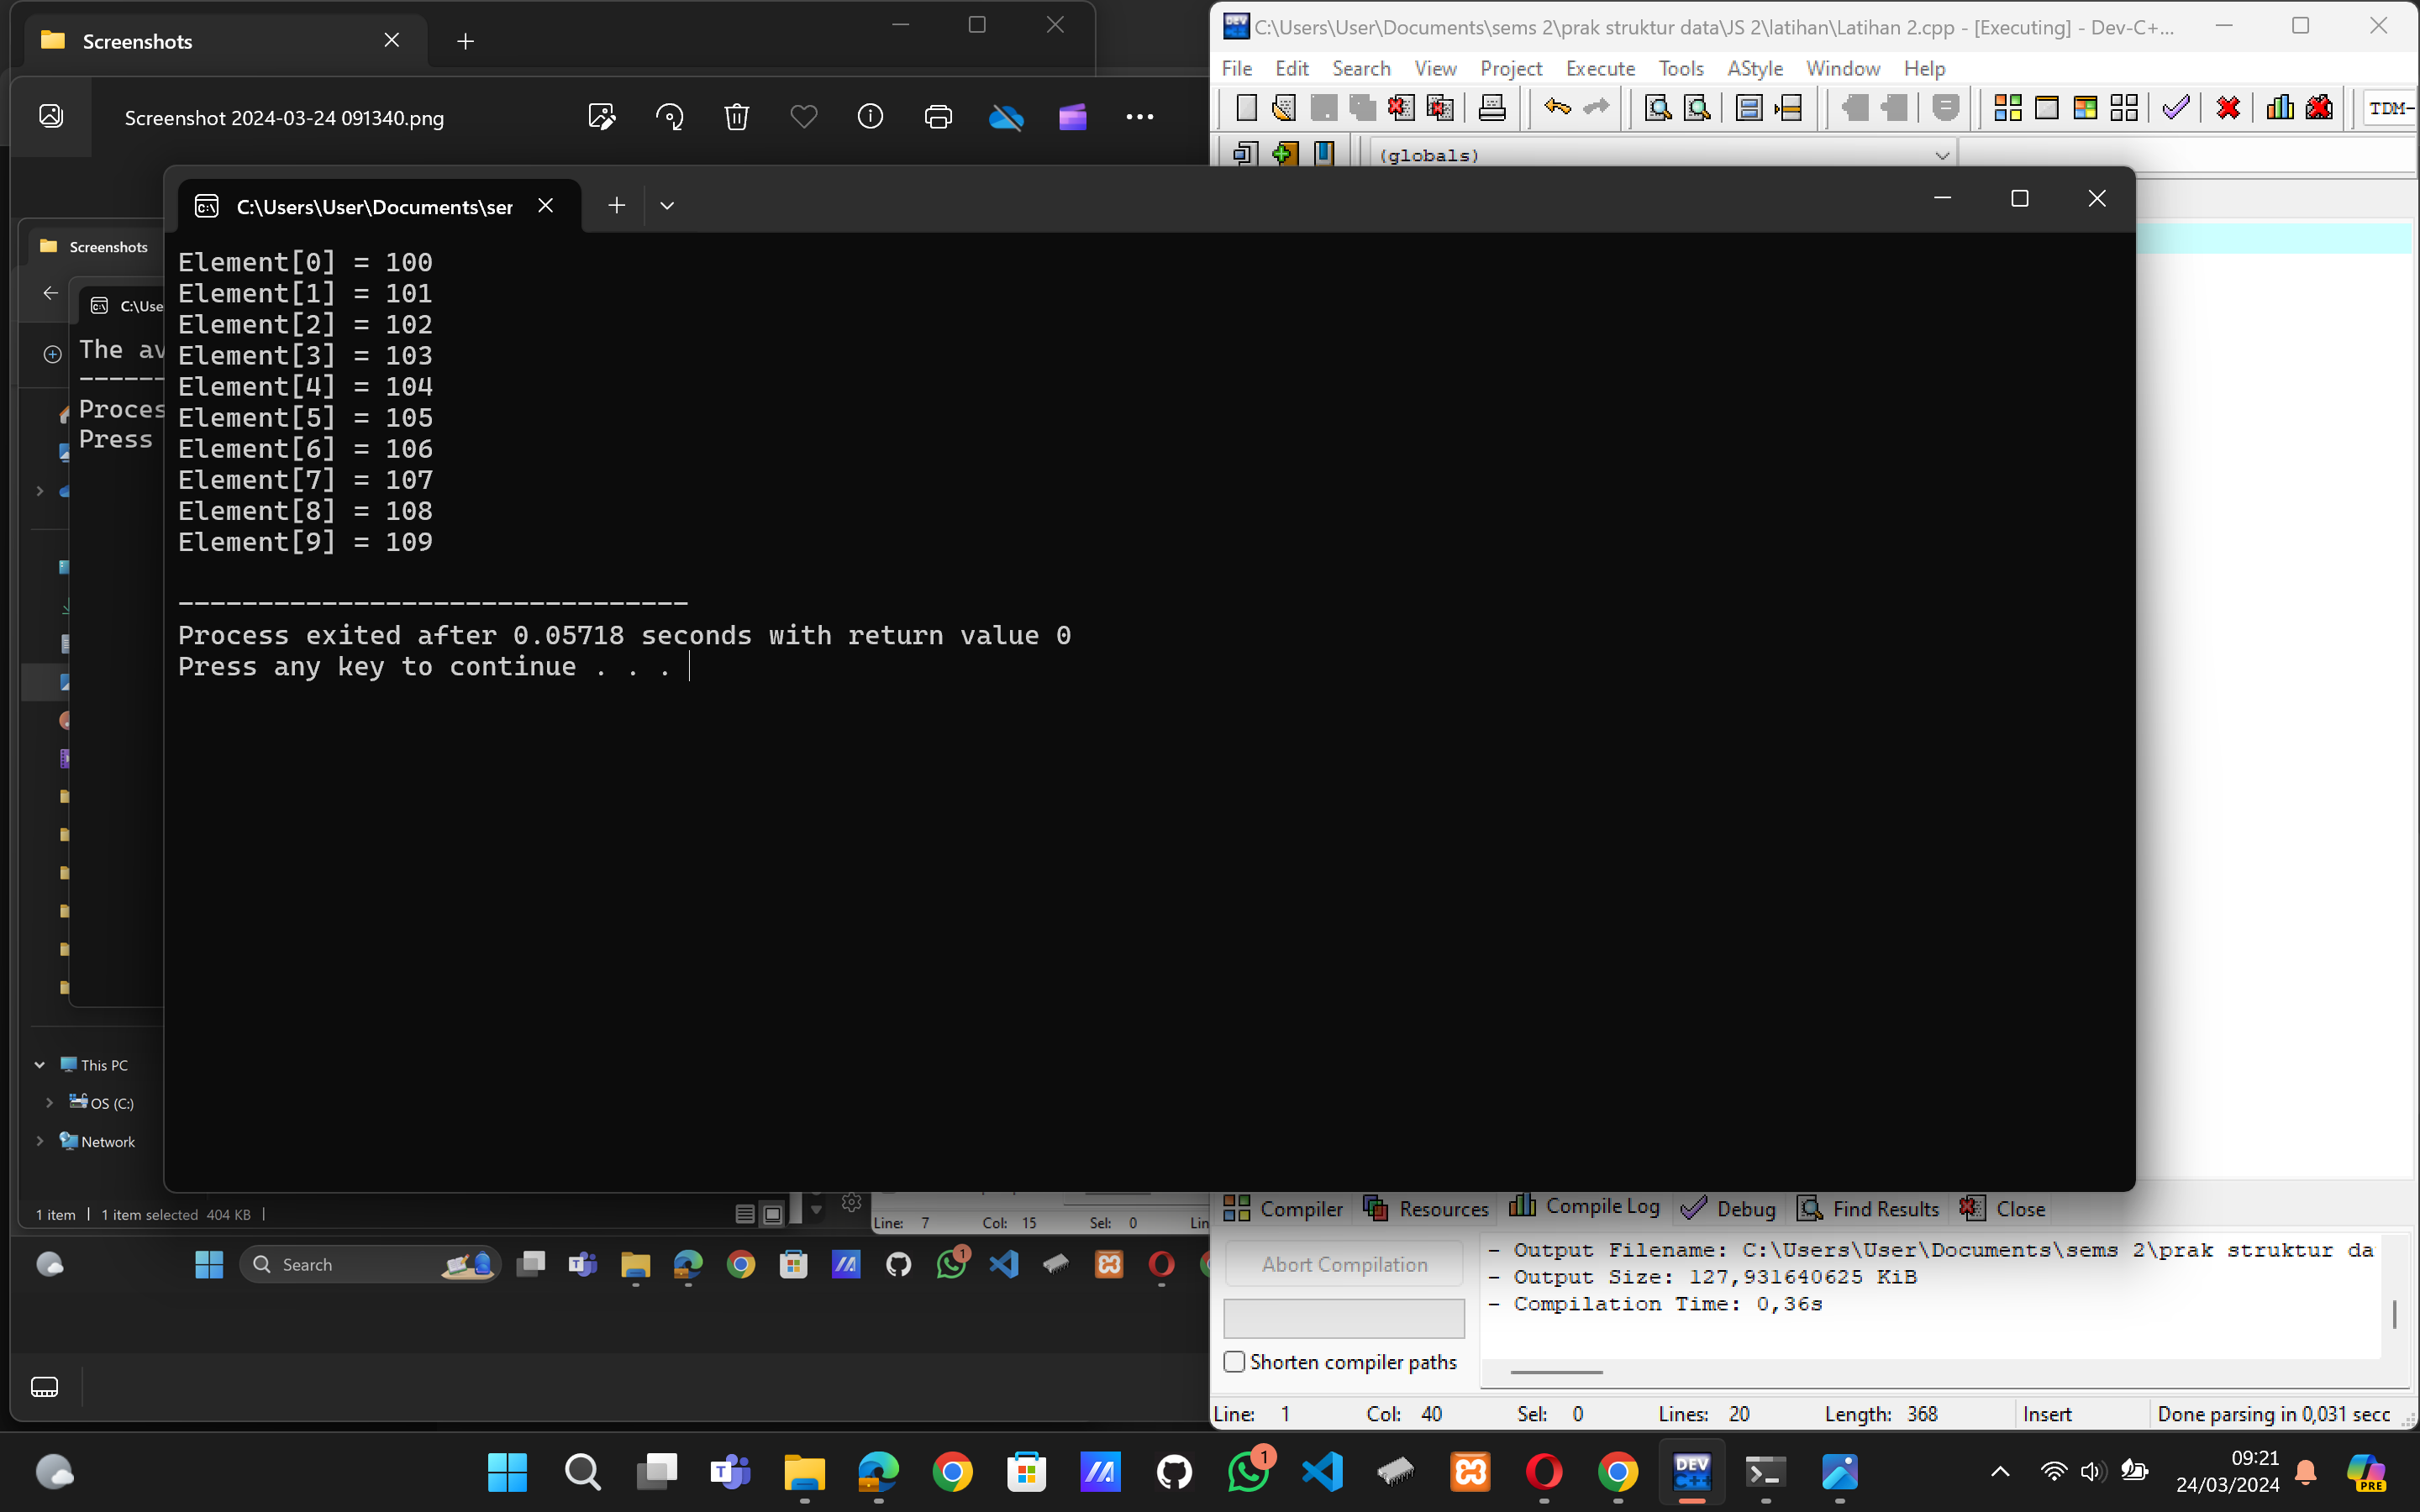 Screenshots
Screenshot 2024-03-24 091340.png
C:\Users\User\Documents\sems 2\prak struktur data\JS 2\latihan\Latihan 2.cpp - [Executing] - Dev-C+...
File Edit Search View Project Execute Tools AStyle Window Help
TDM-
(globals)
C:\Users\User\Documents\ser
Element[0] = 100
Element[1] = 101
Element[2] = 102
Element[3] = 103
Element[4] = 104
Element[5] = 105
Element[6] = 106
Element[7] = 107
Element[8] = 108
Element[9] = 109
--------------------------------
Process exited after 0.05718 seconds with return value 0
Press any key to continue . . .
Screenshots
C:\Use
The av
------
Proces
Press
This PC
OS (C:)
Network
1 item 1 item selected 404 KB
Line: 7 Col: 15 Sel: 0 Lin
Search
1
Compiler Resources Compile Log Debug Find Results Close
Abort Compilation
Shorten compiler paths
- Output Filename: C:\Users\User\Documents\sems 2\prak struktur da
- Output Size: 127,931640625 KiB
- Compilation Time: 0,36s
Line: 1 Col: 40 Sel: 0 Lines: 20 Length: 368 Insert Done parsing in 0,031 secc
1
DEV C++
09:21
24/03/2024
PRE